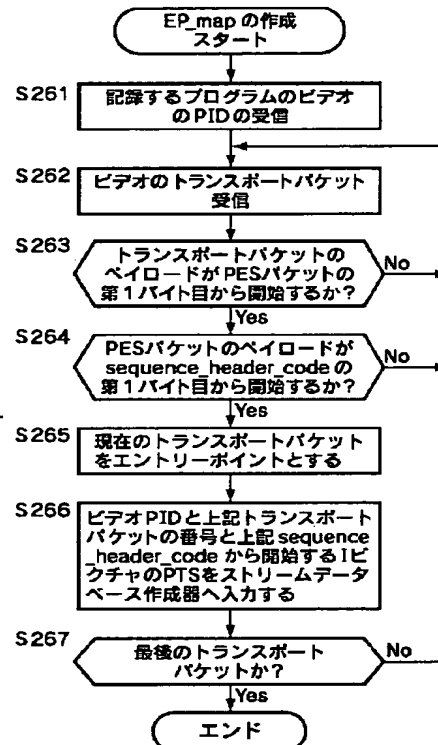 EP_mapの作成
スタート
S261
記録するプログラムのビデオ
のPIDの受信
S262
ビデオのトランスポートパケット
受信
S263
トランスポートパケットの
ペイロードがPESパケットの
第1バイト目から開始するか?
No
Yes
S264
PESパケットのペイロードが
sequence_header_codeの
第1バイト目から開始するか?
No
Yes
S265
現在のトランスポートパケット
をエントリーポイントとする
S266
ビデオPIDと上記トランスポート
パケットの番号と上記sequence
_header_codeから開始するIピ
クチャのPTSをストリームデータ
ベース作成器へ入力する
S267
最後のトランスポート
パケットか?
No
Yes
エンド